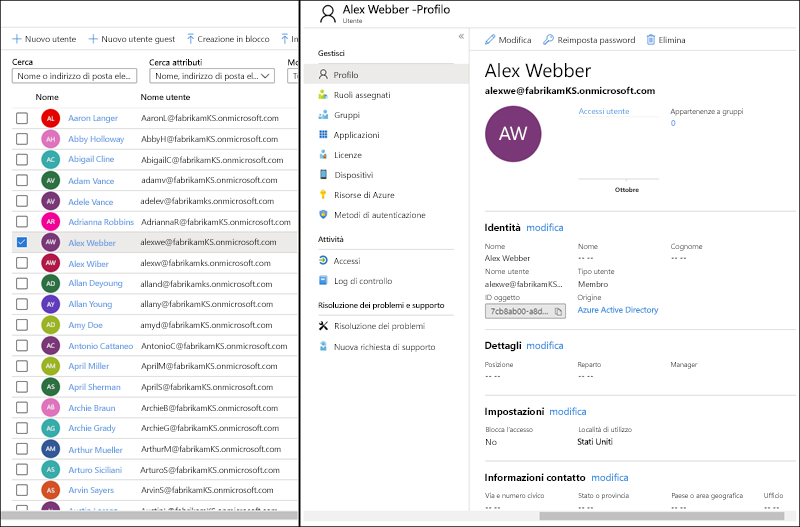 Nuovo utente
Nuovo utente guest
Creazione in blocco
Cerca
Cerca attributi
Nome o indirizzo di posta ele...
Nome, indirizzo di posta el...
Nome
Nome utente
AL Aaron Langer AaronL@fabrikamKS.onmicrosoft.com
AH Abby Holloway AbbyH@fabrikamKS.onmicrosoft.com
AC Abigail Cline AbigailC@fabrikamKS.onmicrosoft.com
AV Adam Vance adamv@fabrikamKS.onmicrosoft.com
AV Adele Vance adelev@fabrikamks.onmicrosoft.com
AR Adrianna Robbins AdriannaR@fabrikamKS.onmicrosoft.com
AW Alex Webber alexwe@fabrikamKS.onmicrosoft.com
AW Alex Wiber alexw@fabrikamks.onmicrosoft.com
AD Allan Deyoung alland@fabrikamks.onmicrosoft.com
AY Allan Young allany@fabrikamKS.onmicrosoft.com
AD Amy Doe amyd@fabrikamKS.onmicrosoft.com
AC Antonio Cattaneo AntonioC@fabrikamKS.onmicrosoft.com
AM April Miller AprilM@fabrikamKS.onmicrosoft.com
AS April Sherman AprilS@fabrikamKS.onmicrosoft.com
AB Archie Braun ArchieB@fabrikamKS.onmicrosoft.com
AG Archie Grady ArchieG@fabrikamKS.onmicrosoft.com
AM Arthur Mueller ArthurM@fabrikamKS.onmicrosoft.com
AS Arturo Siciliani ArturoS@fabrikamKS.onmicrosoft.com
AS Arvin Sayers ArvinS@fabrikamKS.onmicrosoft.com
Alex Webber -Profilo
Utente
«
Gestisci
Profilo
Ruoli assegnati
Gruppi
Applicazioni
Licenze
Dispositivi
Risorse di Azure
Metodi di autenticazione
Attività
Accessi
Log di controllo
Risoluzione dei problemi e supporto
Risoluzione dei problemi
Nuova richiesta di supporto
Modifica
Reimposta password
Elimina
Alex Webber
alexwe@fabrikamKS.onmicrosoft.com
AW
Accessi utente
Appartenenze a gruppi
0
Ottobre
Identità modifica
Nome Nome Cognome
Alex Webber -- -- -- --
Nome utente Tipo utente
alexwe@fabrikamKS... Membro
ID oggetto Origine
7cb8ab00-a8d... Azure Active Directory
Dettagli modifica
Posizione Reparto Manager
-- -- -- --
Impostazioni modifica
Blocca l'accesso Località di utilizzo
No Stati Uniti
Informazioni contatto modifica
Via e numero civico Stato o provincia Paese o area geografica Ufficio
-- -- -- -- -- -- -- --